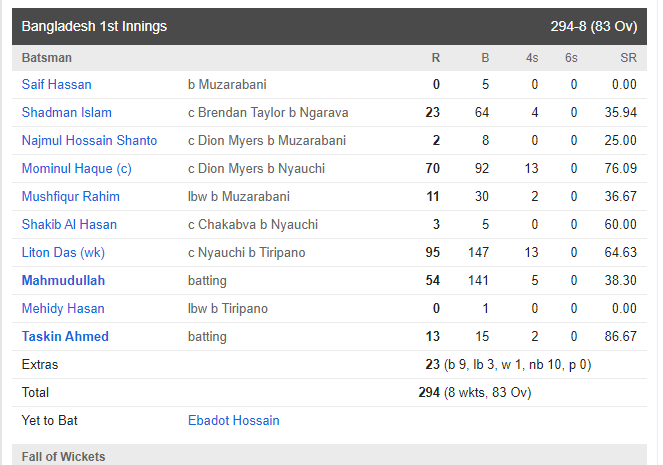 Bangladesh 1st Innings 294-8 (83 Ov)
Batsman R B 4s 6s SR
Saif Hassan b Muzarabani 0 5 0 0 0.00
Shadman Islam c Brendan Taylor b Ngarava 23 64 4 0 35.94
Najmul Hossain Shanto c Dion Myers b Muzarabani 2 8 0 0 25.00
Mominul Haque (c) c Dion Myers b Nyauchi 70 92 13 0 76.09
Mushfiqur Rahim lbw b Muzarabani 11 30 2 0 36.67
Shakib Al Hasan c Chakabva b Nyauchi 3 5 0 0 60.00
Liton Das (wk) c Nyauchi b Tiripano 95 147 13 0 64.63
Mahmudullah batting 54 141 5 0 38.30
Mehidy Hasan lbw b Tiripano 0 1 0 0 0.00
Taskin Ahmed batting 13 15 2 0 86.67
Extras 23 (b 9, lb 3, w 1, nb 10, p 0)
Total 294 (8 wkts, 83 Ov)
Yet to Bat Ebadot Hossain
Fall of Wickets